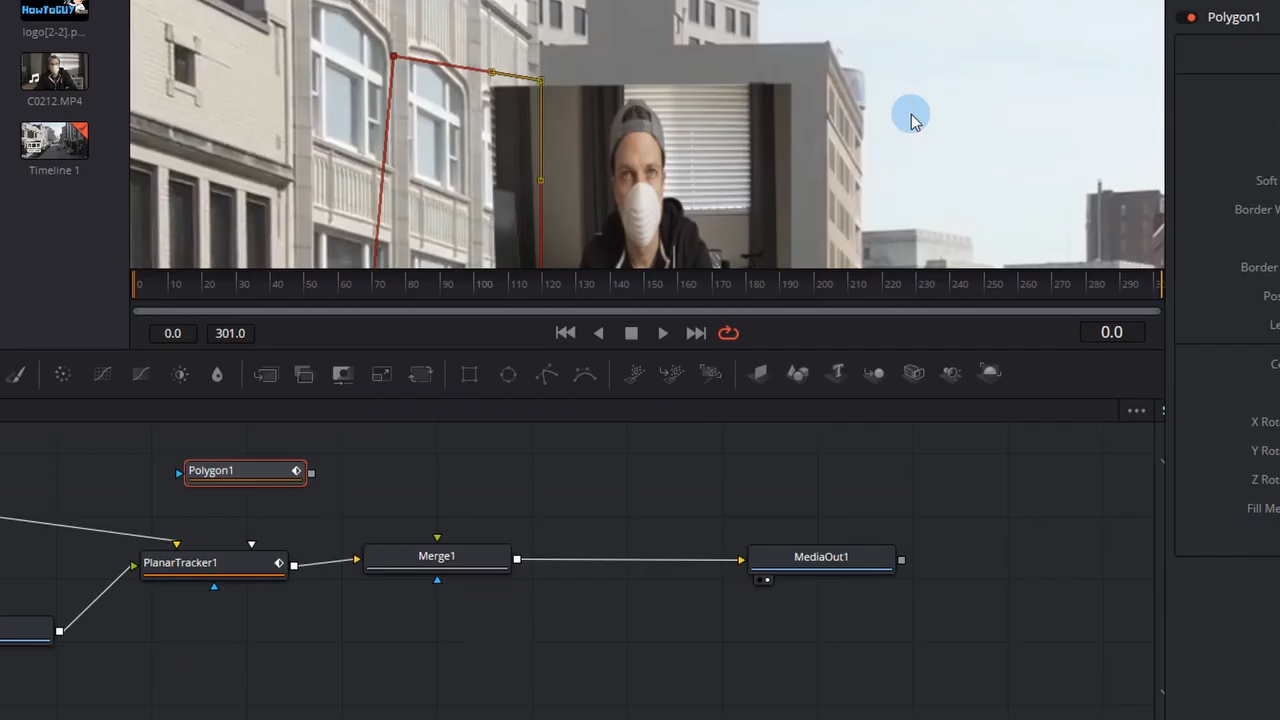 HowToGUY
logo[2-2].p...
C0212.MP4
Timeline 1
Polygon1
Soft
Border W
Border
Pos
Le
Ce
X Rot
Y Rot
Z Rot
Fill Me
0 10 20 30 40 50 60 70 80 90 100 110 120 130 140 150 160 170 180 190 200 210 220 230 240 250 260 270 280 290
0.0 301.0 0.0
Polygon1
PlanarTracker1
Merge1
MediaOut1